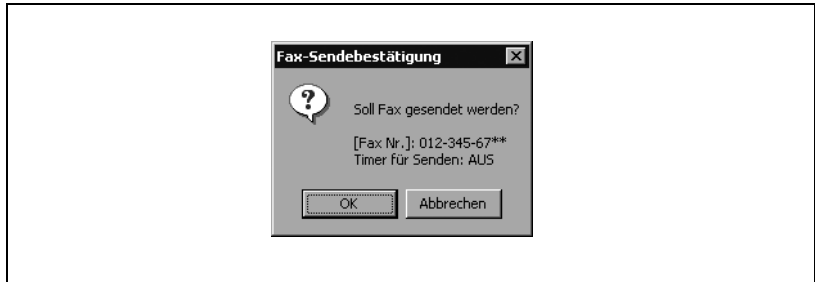 Fax-Sendebestätigung
Soll Fax gesendet werden?
[Fax Nr.]: 012-345-67**
Timer für Senden: AUS
OK Abbrechen